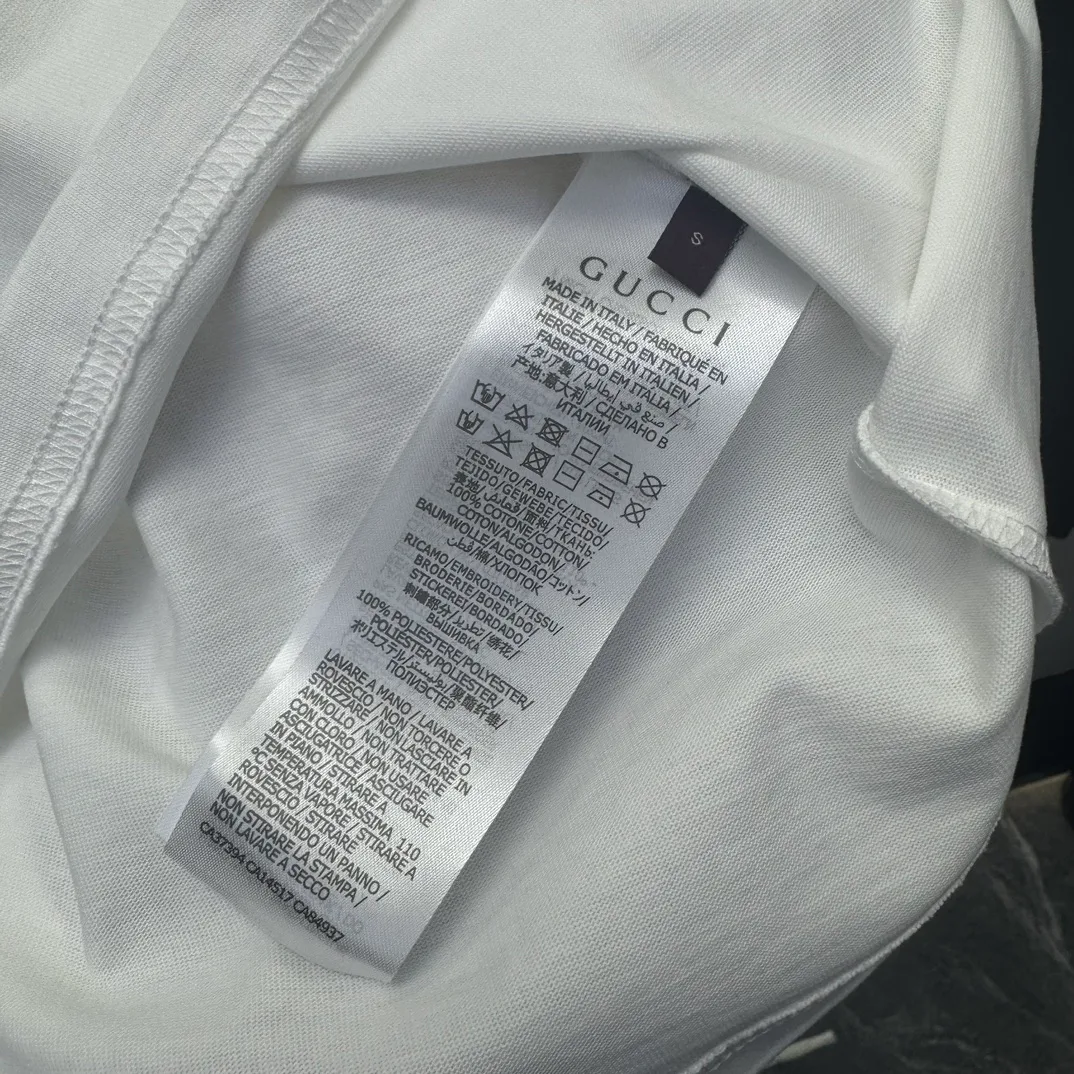 S
GUCCI
MADE IN ITALY / FABRIQUÉ EN
ITALIE / HECHO EN ITALIA /
HERGESTELLT IN ITALIEN /
FABRICADO EM ITÁLIA /
イタリア製 / صنع في إيطاليا /
产地:意大利 / СДЕЛАНО В
ИТАЛИИ
TESSUTO/FABRIC/TISSU/
TEJIDO/GEWEBE/TECIDO/
表地/قماش/面料/ТКАНЬ:
100% COTONE/COTTON/
COTON/ALGODON/
BAUMWOLLE/ALGODÃO/コットン/
قطن/棉/ХЛОПОК
RICAMO/EMBROIDERY/TISSU/
BRODERIE/BORDADO/
STICKEREI/BORDADO/
刺繍部分/تطريز/绣花/
ВЫШИВКА
100% POLIESTERE/POLYESTER/
POLIÉSTER/POLIESTER/
ポリエステル/بوليستر/聚酯纤维/
ПОЛИЭСТЕР
LAVARE A MANO / LAVARE A
ROVESCIO / NON TORCERE O
STRIZZARE / NON LASCIARE IN
AMMOLLO / NON TRATTARE
CON CLORO / NON USARE
ASCIUGATRICE / ASCIUGARE
IN PIANO / STIRARE A
TEMPERATURA MASSIMA 110
°C SENZA VAPORE / STIRARE A
ROVESCIO / STIRARE
INTERPONENDO UN PANNO /
NON STIRARE LA STAMPA /
NON LAVARE A SECCO
CA37394 CA14517 CA84937